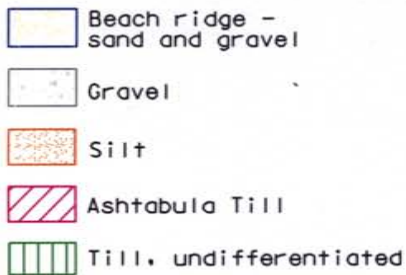 Beach ridge -
sand and gravel
Gravel
Silt
Ashtabula Till
Till, undifferentiated